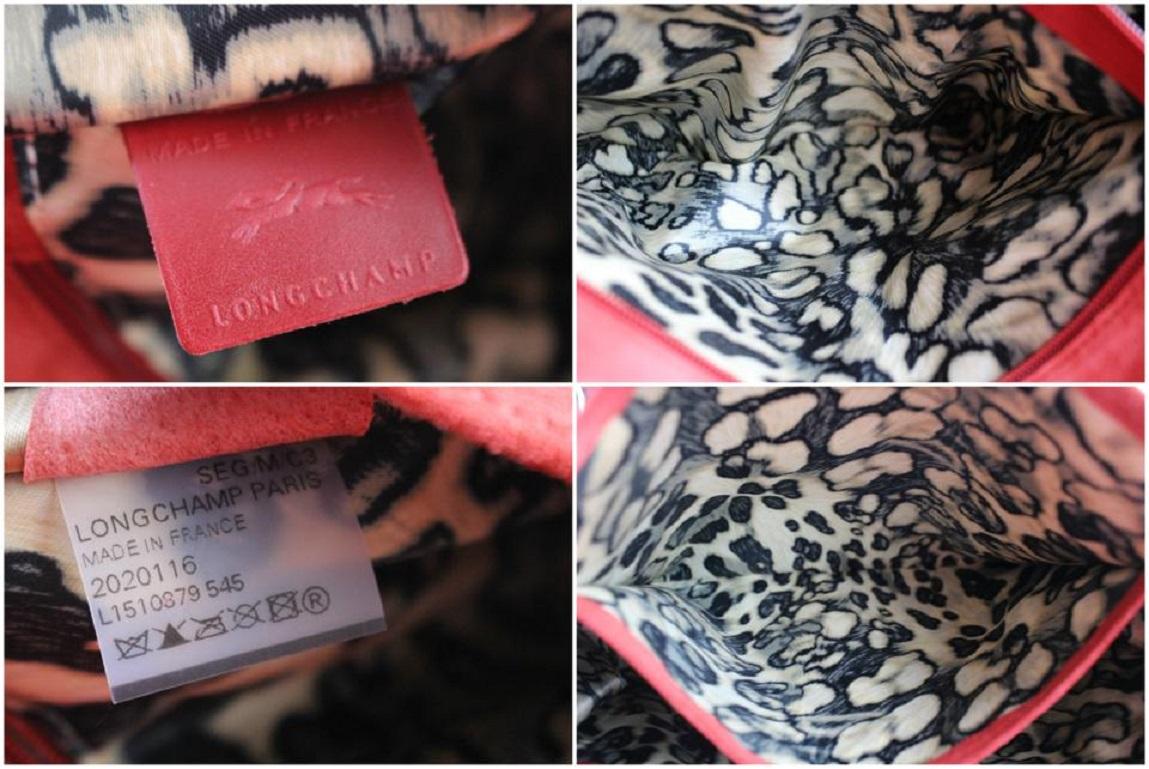 MADE IN FRANCE
LONGCHAMP
SEG/M/C3
LONGCHAMP PARIS
MADE IN FRANCE
2020116
L1510879 545
®